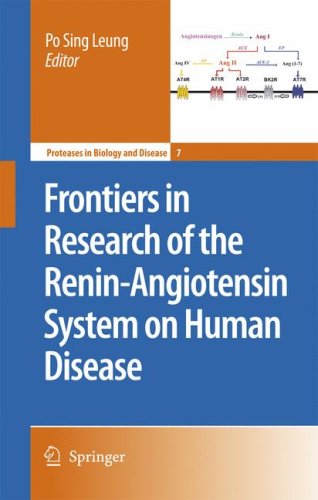 Po Sing Leung
Editor
Angiotensinogen Renin Ang I
ACE EP
Ang IV AP Ang II ACE-2 Ang (1-7)
AT4R AT1R AT2R BK2R AT7R
Proteases in Biology and Disease 7
Frontiers in
Research of the
Renin-Angiotensin
System on Human
Disease
Springer